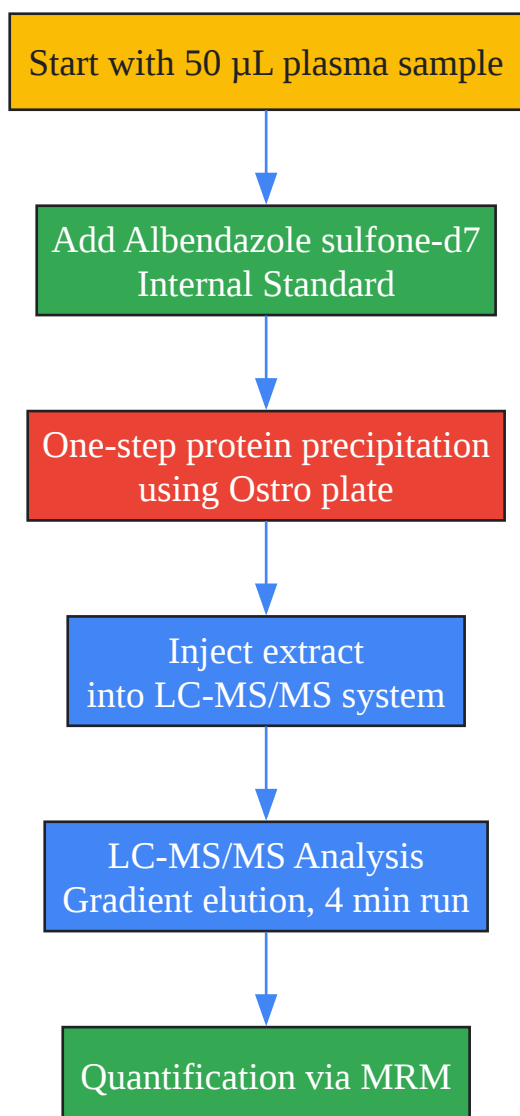 Start with 50 µL plasma sample
Add Albendazole sulfone-d7
Internal Standard
One-step protein precipitation
using Ostro plate
Inject extract
into LC-MS/MS system
LC-MS/MS Analysis
Gradient elution, 4 min run
Quantification via MRM